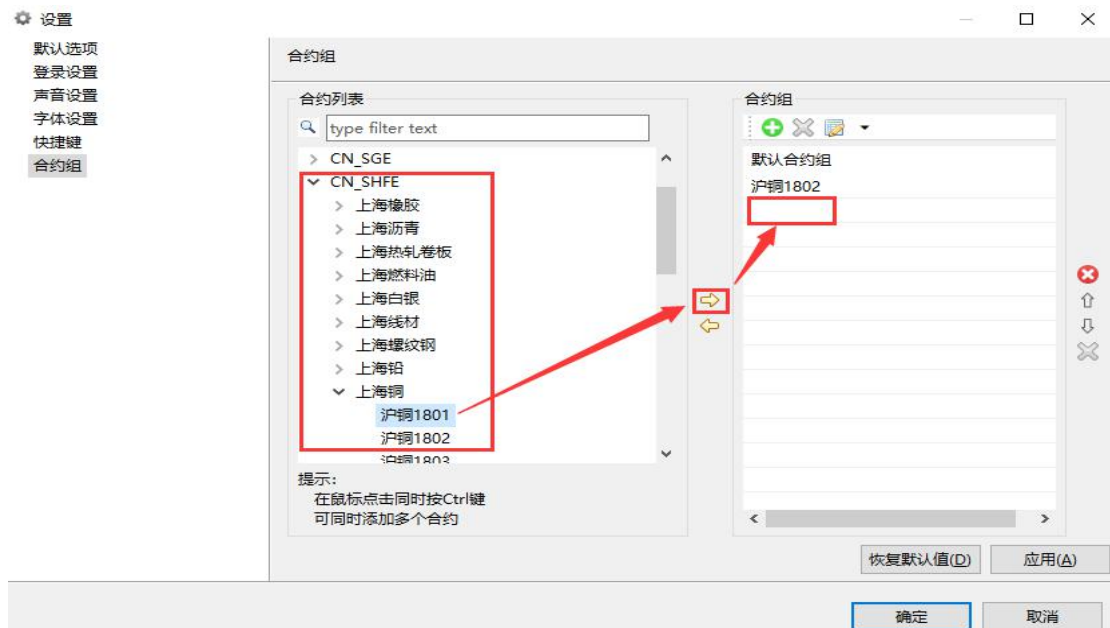 设置
默认选项
登录设置
声音设置
字体设置
快捷键
合约组
合约组
合约列表
type filter text
CN_SGE
CN_SHFE
上海橡胶
上海沥青
上海热轧卷板
上海燃料油
上海白银
上海线材
上海螺纹钢
上海铅
上海铜
沪铜1801
沪铜1802
沪铜1803
提示:
在鼠标点击同时按Ctrl键
可同时添加多个合约
合约组
默认合约组
沪铜1802
恢复默认值(D)
应用(A)
确定
取消